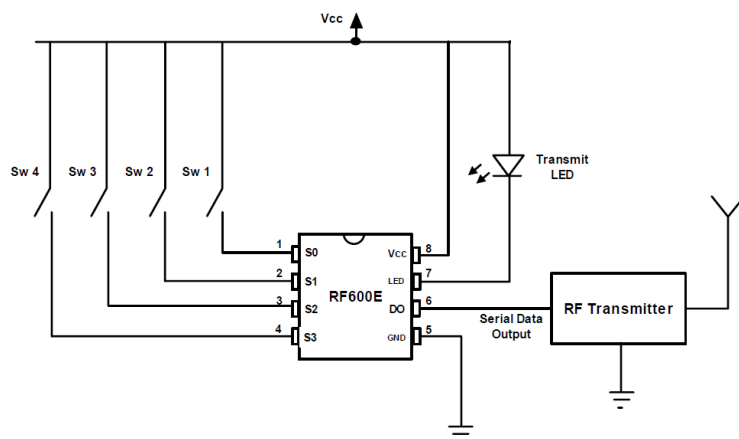 Vcc
Sw 4
Sw 3
Sw 2
Sw 1
Transmit
LED
1
S0
2
S1
3
S2
4
S3
RF600E
Vcc
8
LED
7
DO
6
GND
5
Serial Data
Output
RF Transmitter